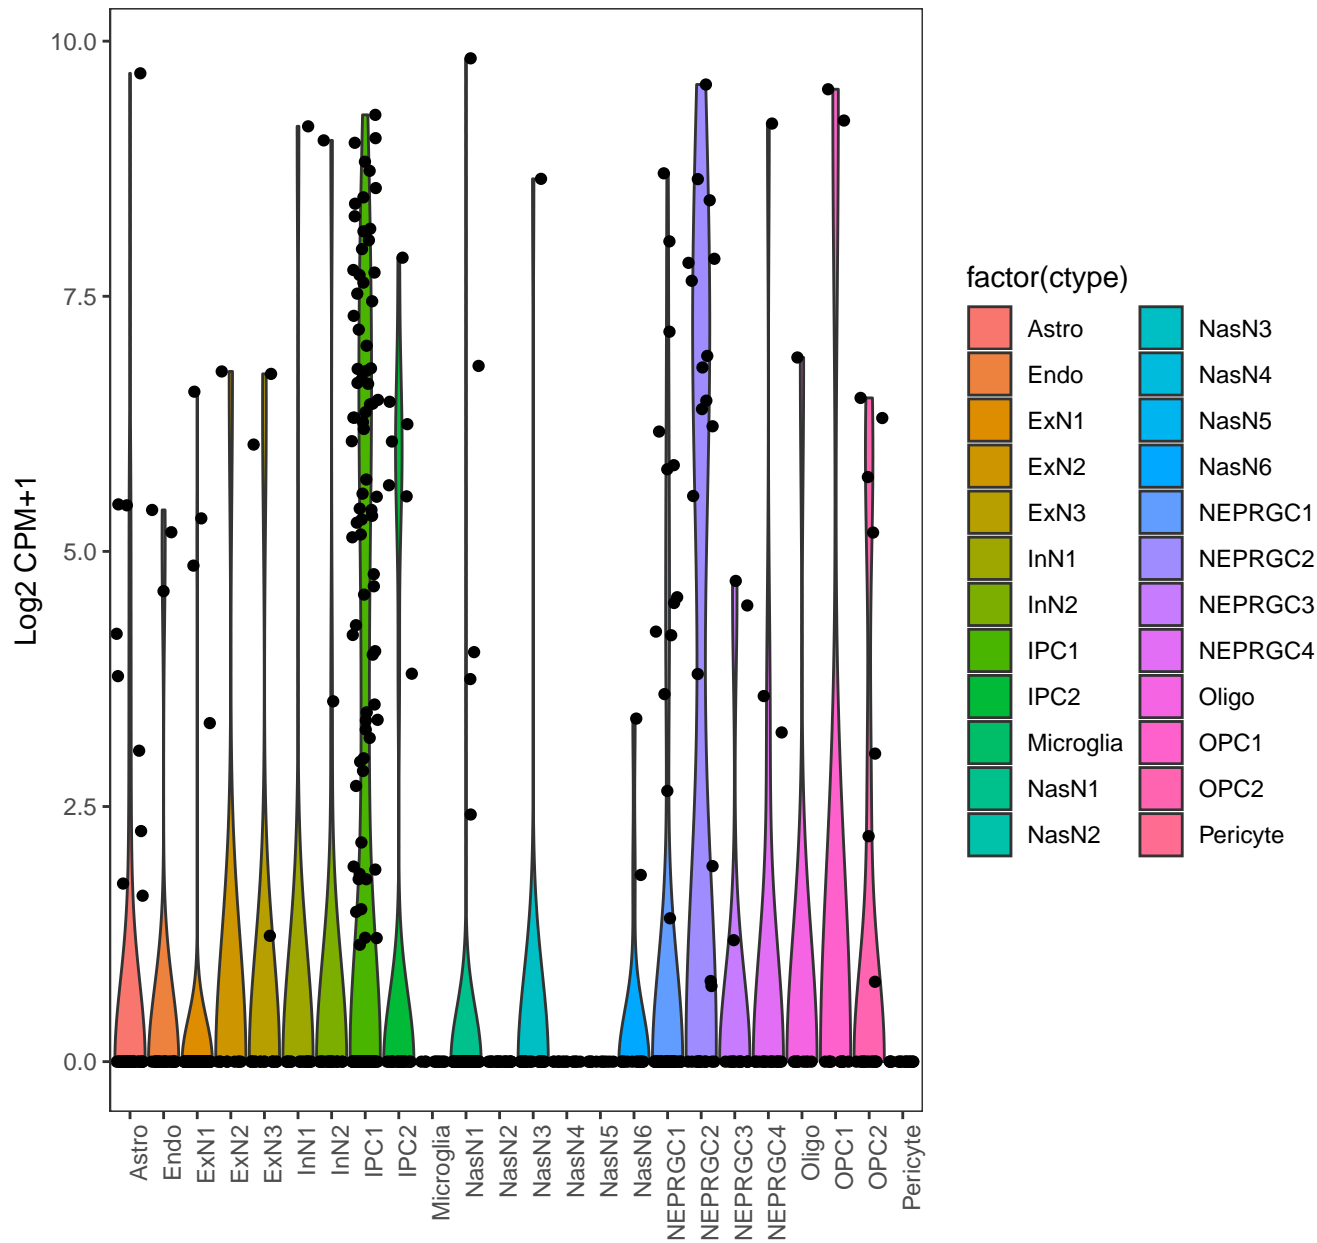 10.0
7.5
5.0
2.5
0.0
Log2 CPM+1
Astro
Endo
ExN1
ExN2
ExN3
InN1
InN2
IPC1
IPC2
Microglia
NasN1
NasN2
NasN3
NasN4
NasN5
NasN6
NEPRGC1
NEPRGC2
NEPRGC3
NEPRGC4
Oligo
OPC1
OPC2
Pericyte
factor(ctype)
Astro
Endo
ExN1
ExN2
ExN3
InN1
InN2
IPC1
IPC2
Microglia
NasN1
NasN2
NasN3
NasN4
NasN5
NasN6
NEPRGC1
NEPRGC2
NEPRGC3
NEPRGC4
Oligo
OPC1
OPC2
Pericyte